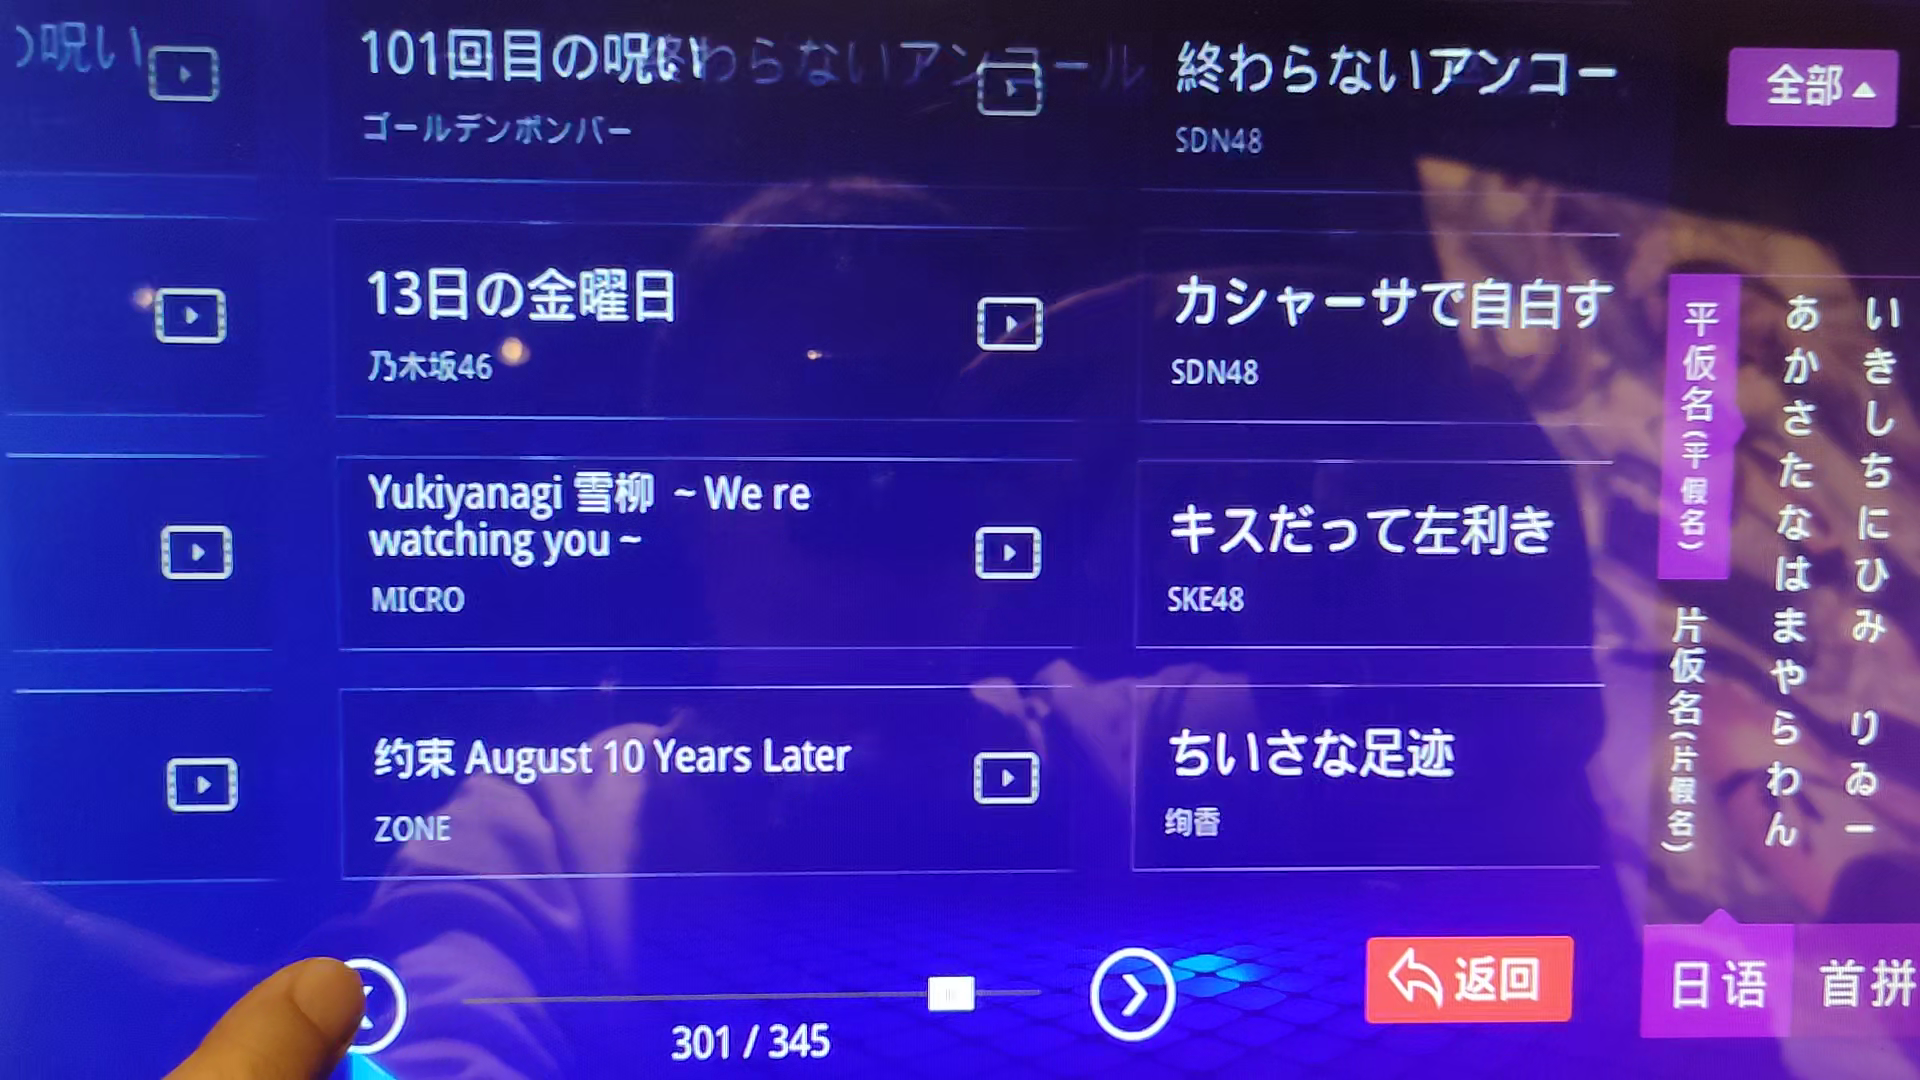 の呪い
101回目の呪い
ゴールデンボンバー
終わらないアンコール
終わらないアンコー
SDN48
全部
13日の金曜日
乃木坂46
カシャーサで自白す
SDN48
Yukiyanagi 雪柳 ~ We re
watching you ~
MICRO
キスだって左利き
SKE48
约束 August 10 Years Later
ZONE
ちいさな足迹
绚香
平仮名(平假名)
片仮名(片假名)
あかさたなはまやらわん
いきしちにひみ りゐー
301 / 345
返回
日语
首拼